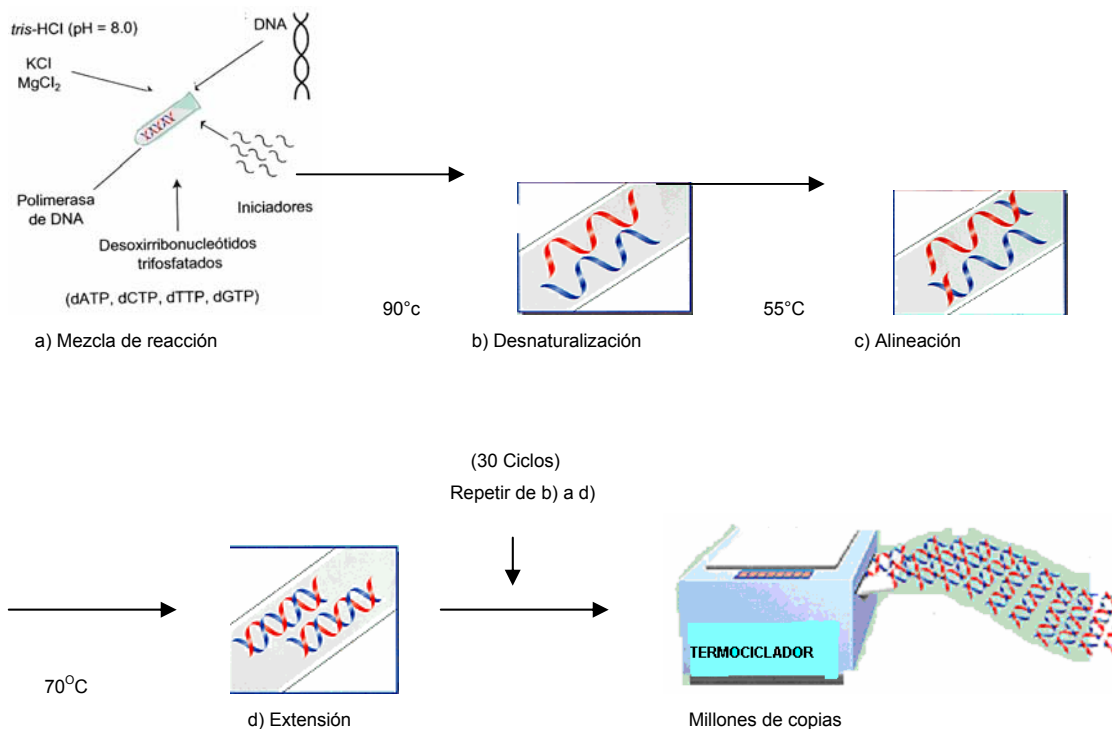 tris-HCl (pH = 8.0)
DNA
KCl
MgCl₂
Polimerasa
de DNA
Iniciadores
Desoxirribonucleótidos
trifosfatados
(dATP, dCTP, dTTP, dGTP)
90°c
55°C
a) Mezcla de reacción
b) Desnaturalización
c) Alineación
(30 Ciclos)
Repetir de b) a d)
TERMOCICLADOR
70°C
d) Extensión
Millones de copias